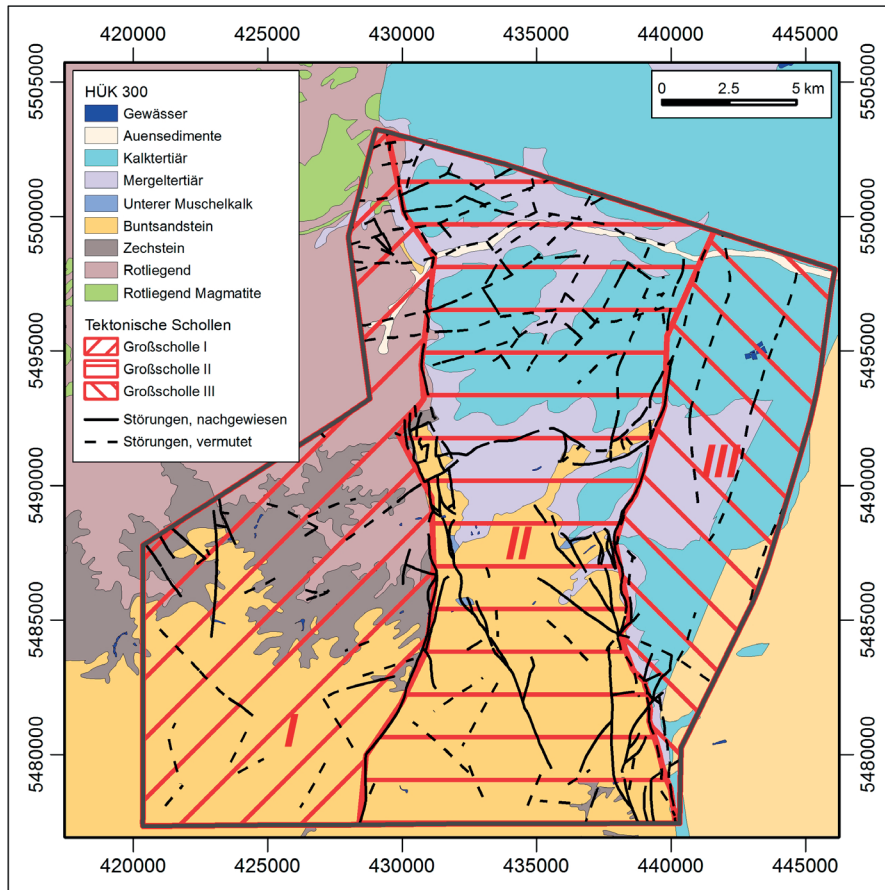 420000 425000 430000 435000 440000 445000
5505000
5500000
5495000
5490000
5485000
5480000
HÜK 300
Gewässer
Auensedimente
Kalktertiär
Mergeltertiär
Unterer Muschelkalk
Buntsandstein
Zechstein
Rotliegend
Rotliegend Magmatite
Tektonische Schollen
Großscholle I
Großscholle II
Großscholle III
Störungen, nachgewiesen
Störungen, vermutet
0 2.5 5 km
III
II
I
5505000
5500000
5495000
5490000
5485000
5480000
420000 425000 430000 435000 440000 445000